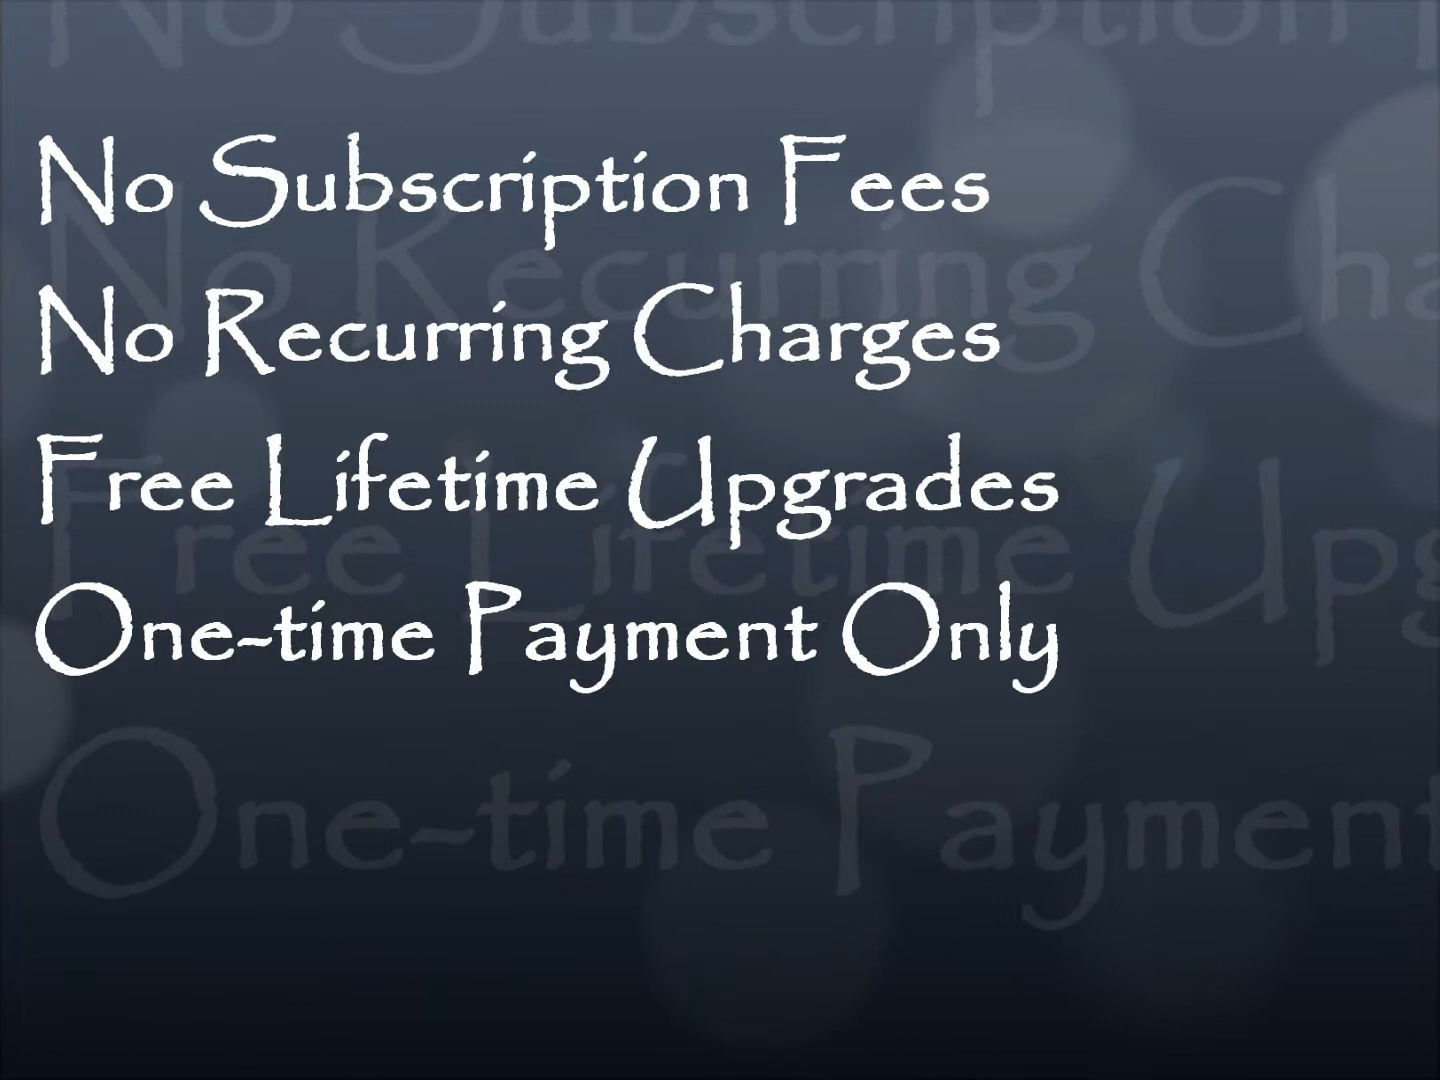 No Subscription Fees
No Recurring Charges
Free Lifetime Upgrades
One-time Payment Only